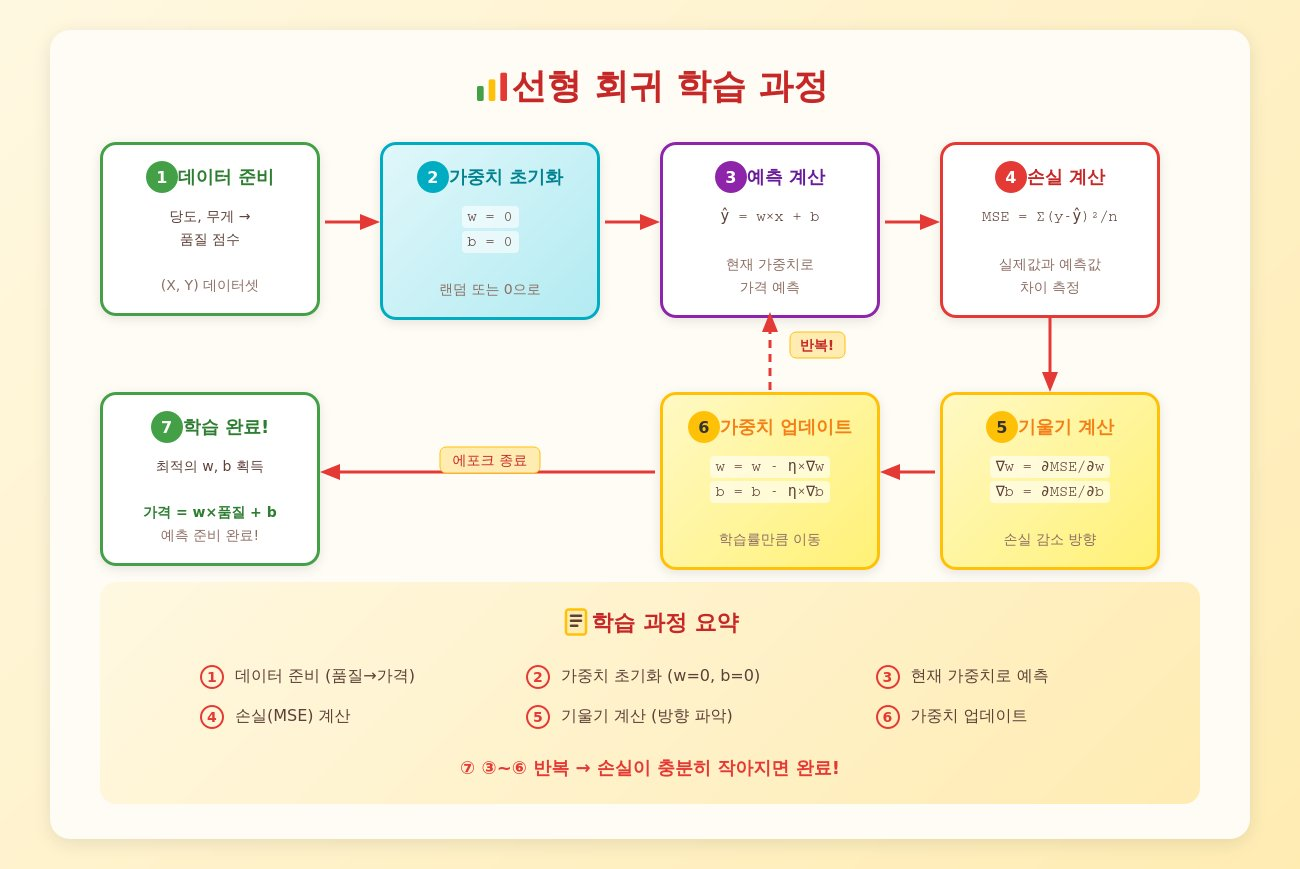 선형 회귀 학습 과정
1 데이터 준비
당도, 무게 →
품질 점수
(X, Y) 데이터셋
2 가중치 초기화
w = 0
b = 0
랜덤 또는 0으로
3 예측 계산
ŷ = w×x + b
현재 가중치로
가격 예측
4 손실 계산
MSE = Σ(y-ŷ)²/n
실제값과 예측값
차이 측정
반복!
7 학습 완료!
최적의 w, b 획득
가격 = w×품질 + b
예측 준비 완료!
에포크 종료
6 가중치 업데이트
w = w - η×∇w
b = b - η×∇b
학습률만큼 이동
5 기울기 계산
∇w = ∂MSE/∂w
∇b = ∂MSE/∂b
손실 감소 방향
학습 과정 요약
1 데이터 준비 (품질→가격)
2 가중치 초기화 (w=0, b=0)
3 현재 가중치로 예측
4 손실(MSE) 계산
5 기울기 계산 (방향 파악)
6 가중치 업데이트
⑦ ③~⑥ 반복 → 손실이 충분히 작아지면 완료!